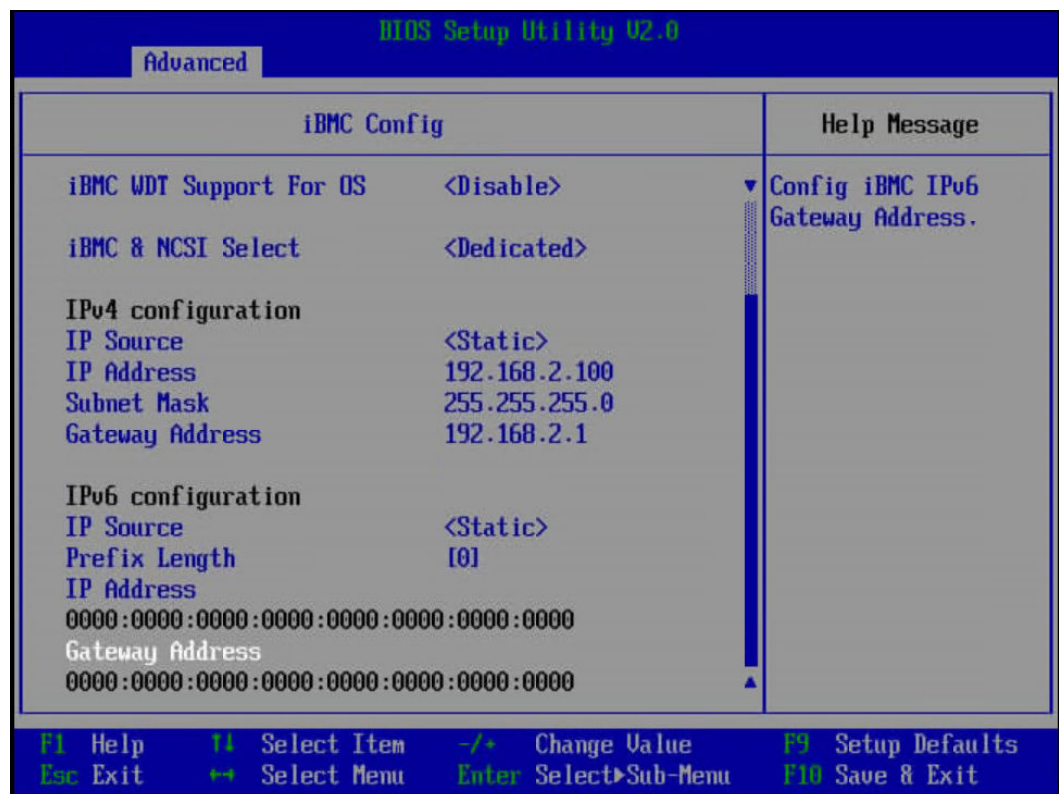 BIOS Setup Utility V2.0
Advanced
iBMC Config
Help Message
iBMC WDT Support For OS <Disable>
iBMC & NCSI Select <Dedicated>
IPv4 configuration
IP Source <Static>
IP Address 192.168.2.100
Subnet Mask 255.255.255.0
Gateway Address 192.168.2.1
IPv6 configuration
IP Source <Static>
Prefix Length [0]
IP Address
0000:0000:0000:0000:0000:0000:0000:0000
Gateway Address
0000:0000:0000:0000:0000:0000:0000:0000
Config iBMC IPv6
Gateway Address.
F1 Help ↑↓ Select Item -/+ Change Value F9 Setup Defaults
Esc Exit ←→ Select Menu Enter Select▶Sub-Menu F10 Save & Exit